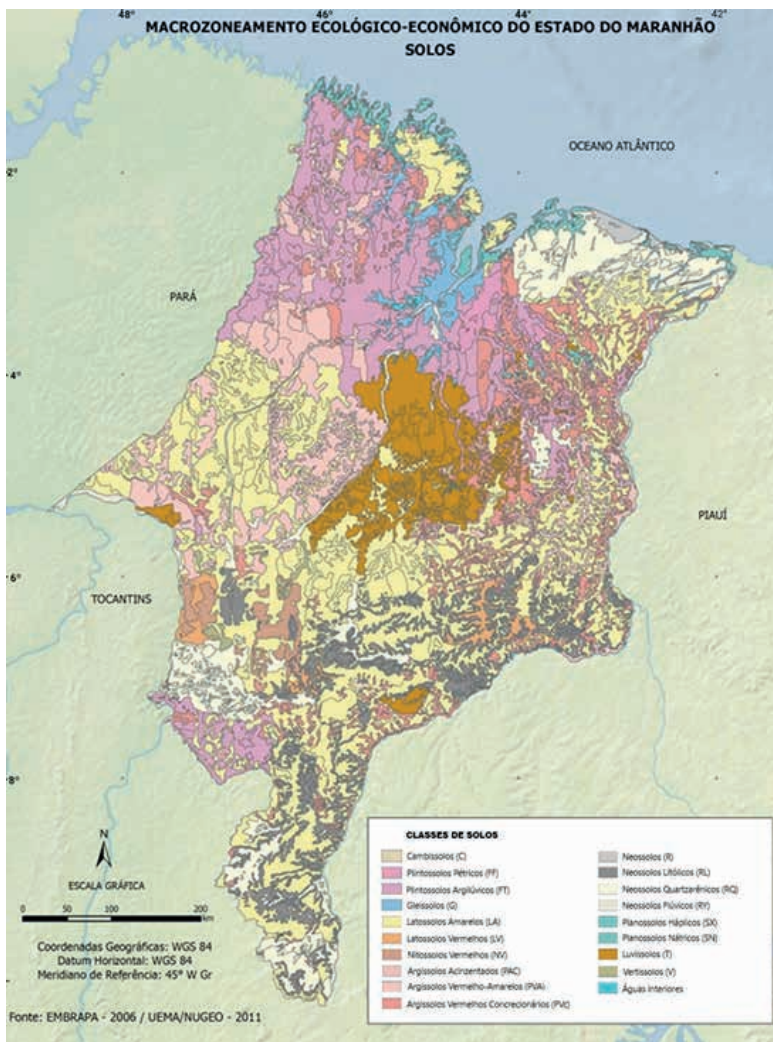 46°
44°
42°
MACROZONEAMENTO ECOLÓGICO-ECONÔMICO DO ESTADO DO MARANHÃO
SOLOS
48°
OCEANO ATLÂNTICO
2°
PARÁ
4°
PIAUÍ
6°
TOCANTINS
8°
N
ESCALA GRÁFICA
0 50 100 200
km
Coordenadas Geográficas: WGS 84
Datum Horizontal: WGS 84
Meridiano de Referência: 45° W Gr
Fonte: EMBRAPA - 2006 / UEMA/NUGEO - 2011
CLASSES DE SOLOS
Cambissolos (C)
Plintossolos Pétricos (FF)
Plintossolos Argilúvicos (FT)
Gleissolos (G)
Latossolos Amarelos (LA)
Latossolos Vermelhos (LV)
Nitossolos Vermelhos (NV)
Argissolos Acinzentados (PAC)
Argissolos Vermelho-Amarelos (PVA)
Argissolos Vermelhos Concrecionários (PVc)
Neossolos (R)
Neossolos Litólicos (RL)
Neossolos Quartzarênicos (RQ)
Neossolos Flúvicos (RY)
Planossolos Háplicos (SX)
Planossolos Nátricos (SN)
Luvissolos (T)
Vertissolos (V)
Águas Interiores